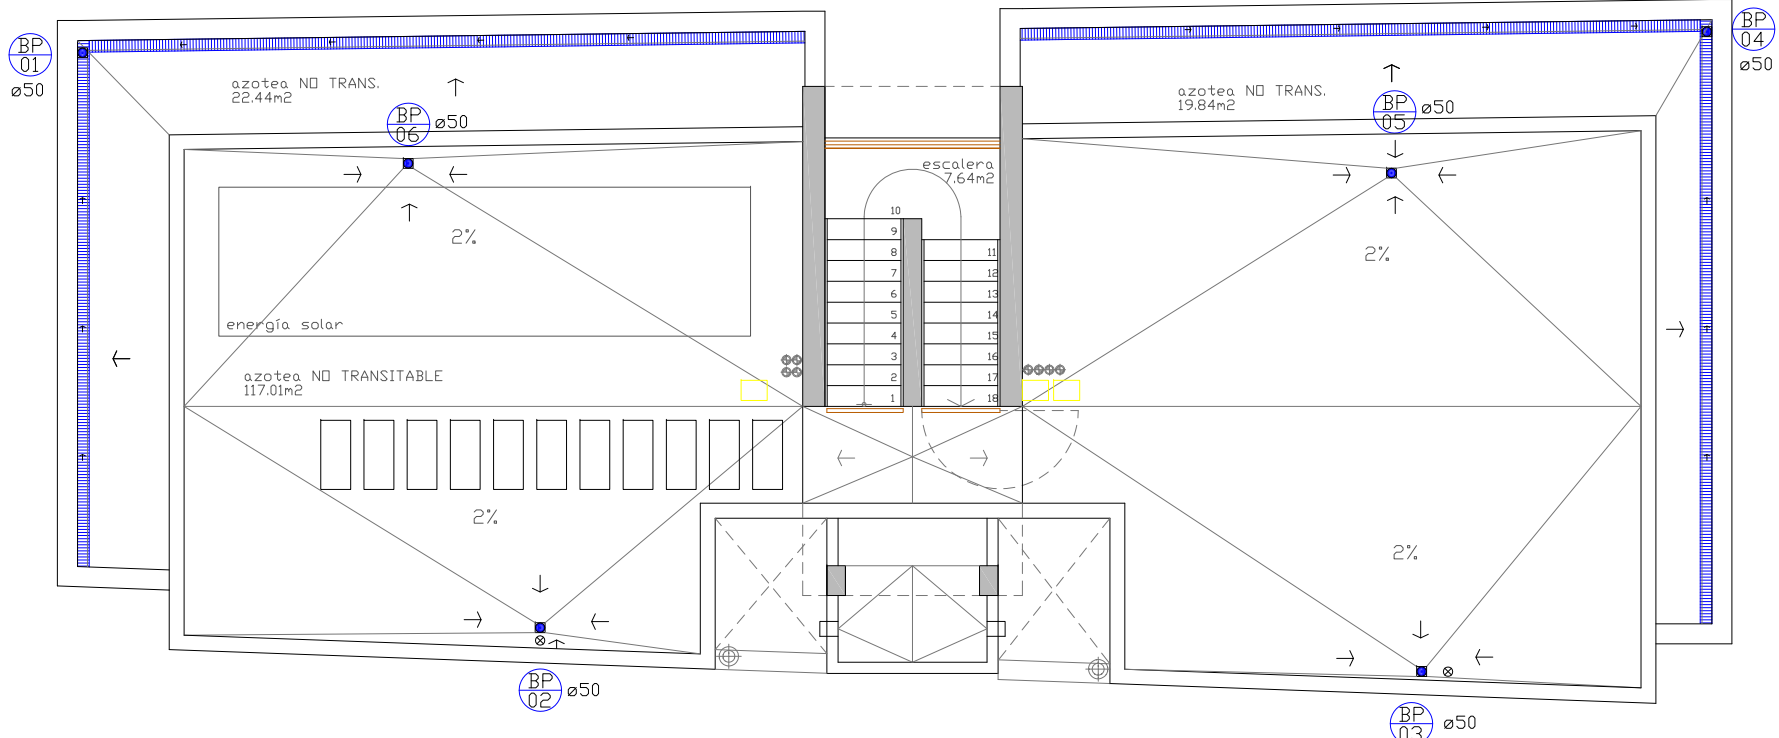 BP
01
ø50
azotea NO TRANS.
22.44m2
BP
06
ø50
BP
04
ø50
azotea NO TRANS.
19.84m2
BP
05
ø50
escalera
7.64m2
2%
2%
energía solar
azotea NO TRANSITABLE
117.01m2
10
9
8
7
6
5
4
3
2
1
11
12
13
14
15
16
17
18
2%
2%
BP
02
ø50
BP
03
ø50